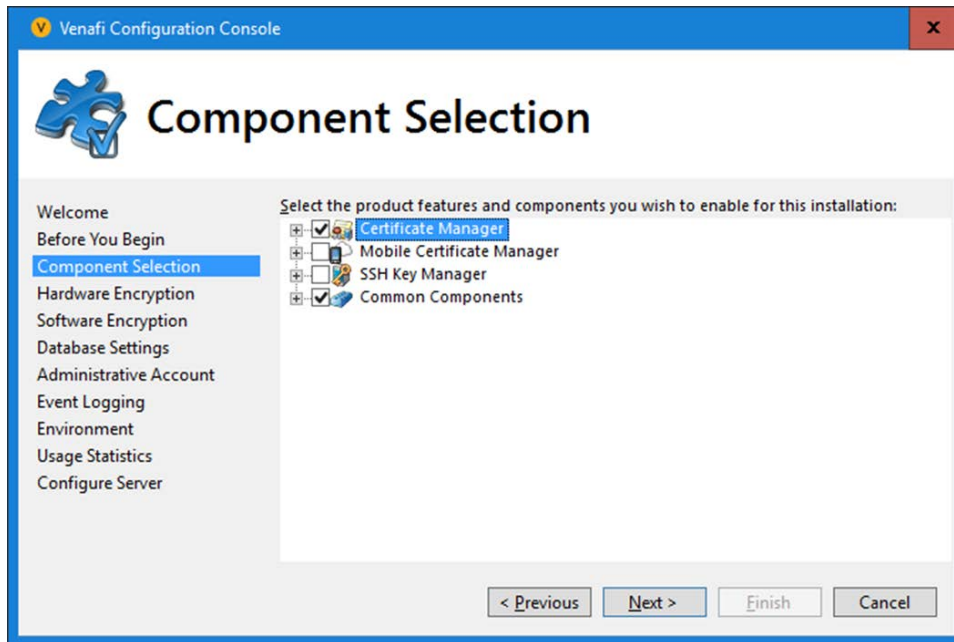 V Venafi Configuration Console x
Component Selection
Welcome
Before You Begin
Component Selection
Hardware Encryption
Software Encryption
Database Settings
Administrative Account
Event Logging
Environment
Usage Statistics
Configure Server
Select the product features and components you wish to enable for this installation:
Certificate Manager
Mobile Certificate Manager
SSH Key Manager
Common Components
< Previous Next > Finish Cancel